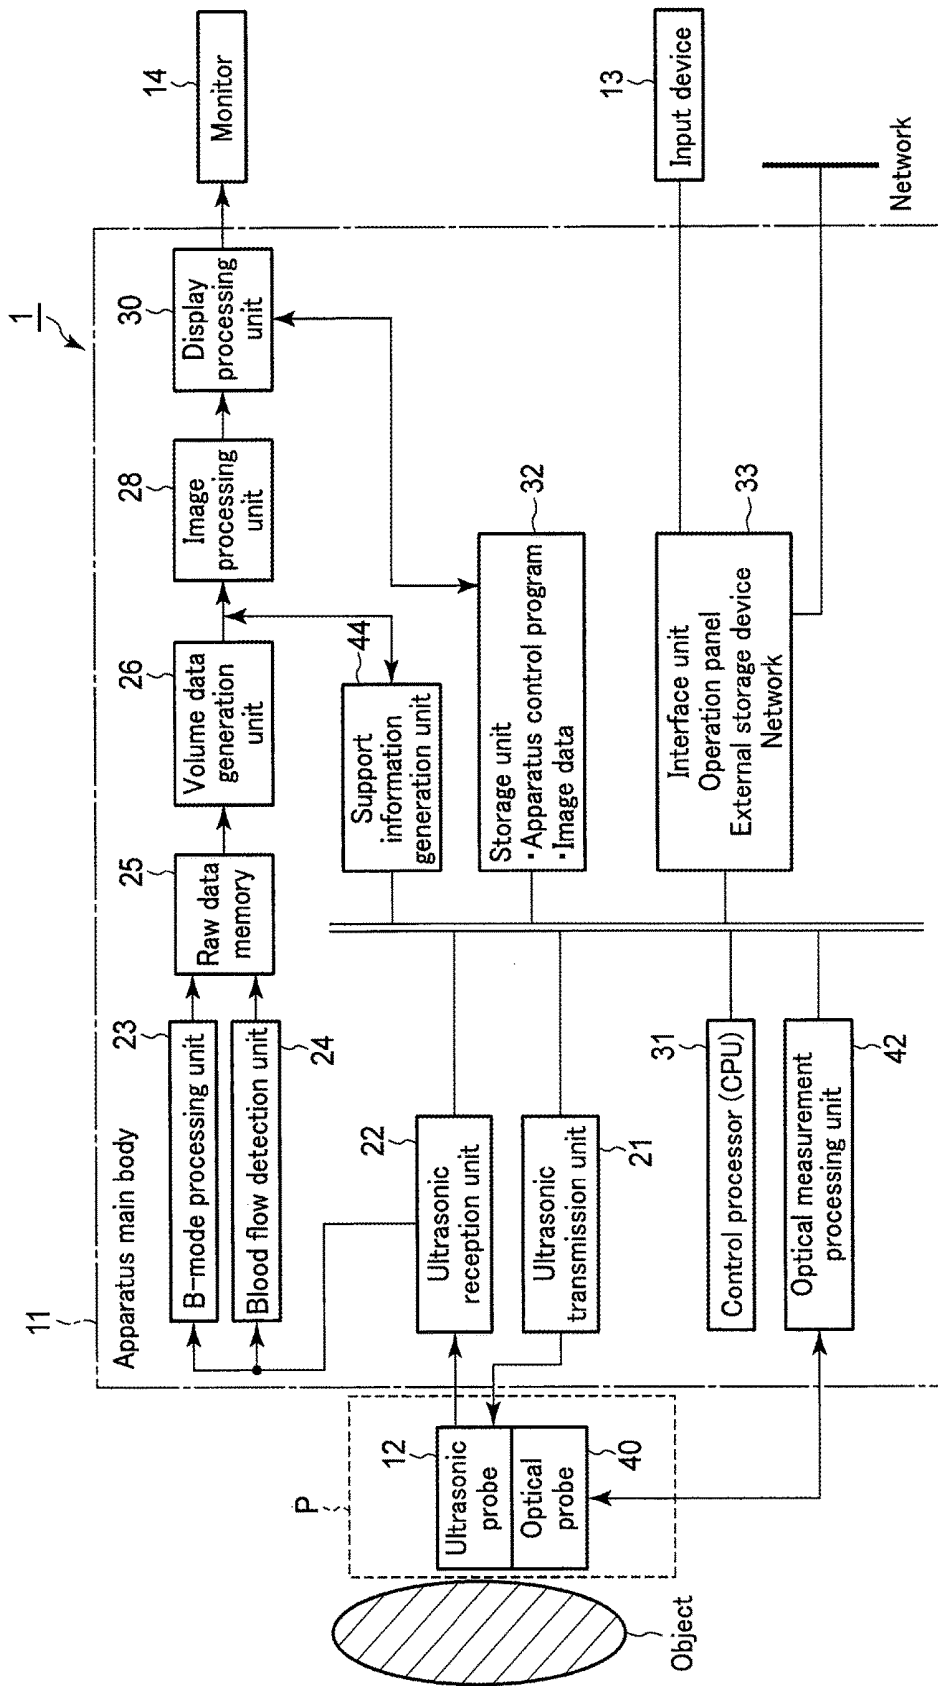 1
11
Apparatus main body
23
B-mode processing unit
Blood flow detection unit
24
25
Raw data
memory
26
Volume data
generation
unit
28
Image
processing
unit
30
Display
processing
unit
14
Monitor
44
Support
information
generation unit
22
Ultrasonic
reception unit
Ultrasonic
transmission unit
21
32
Storage unit
・Apparatus control program
・Image data
P
12
Ultrasonic
probe
Optical
probe
40
Object
31
Control processor (CPU)
Optical measurement
processing unit
42
33
Interface unit
Operation panel
External storage device
Network
13
Input device
Network